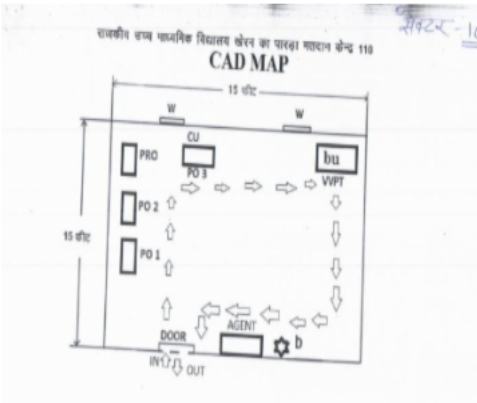 सेक्टर - 10
राजकीय उच्च माध्यमिक विद्यालय खेरन का पारड़ा मतदान केन्द्र 110
CAD MAP
15 फीट
W
W
CU
PRO
bu
PO 3
VVPT
PO 2
15 फीट
PO 1
DOOR
AGENT
b
IN
OUT